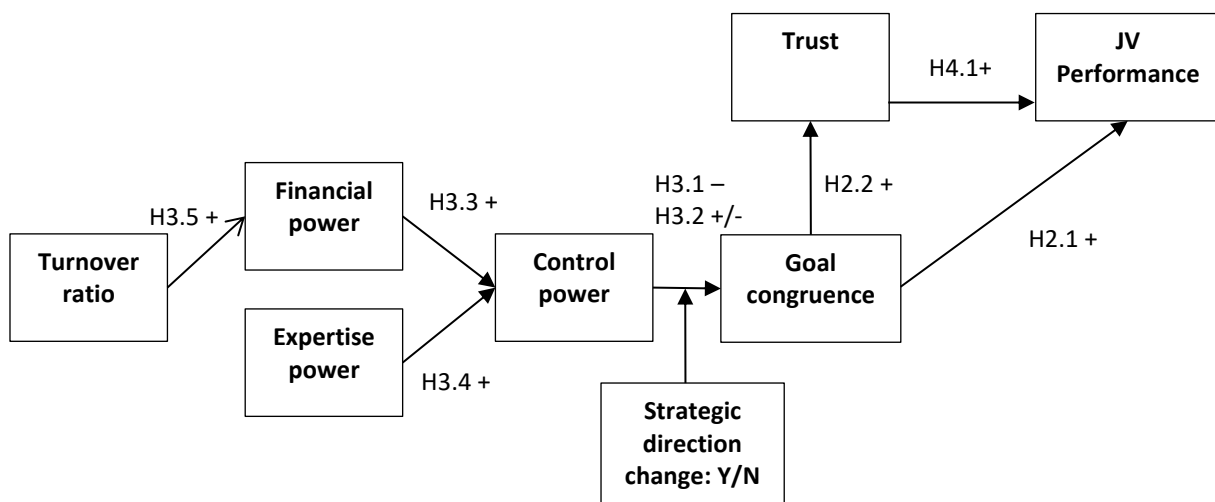 Trust
JV
Performance
H4.1+
Financial
power
H3.5 +
H3.3 +
H3.1 –
H3.2 +/-
H2.2 +
Turnover
ratio
Control
power
Goal
congruence
H2.1 +
Expertise
power
H3.4 +
Strategic
direction
change: Y/N